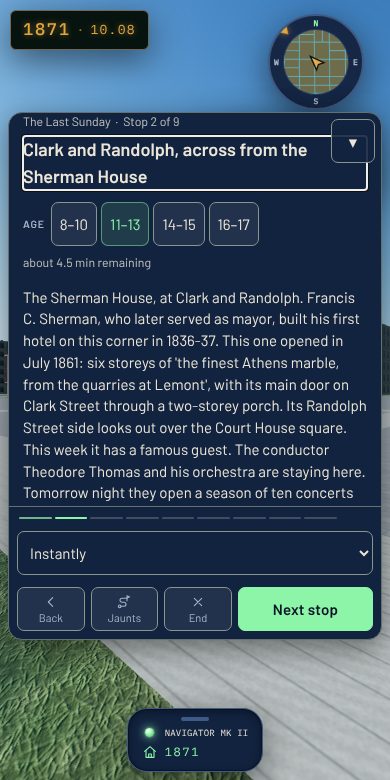 1871 · 10.08
N
W
E
S
The Last Sunday · Stop 2 of 9
Clark and Randolph, across from the
Sherman House
▼
AGE
8–10
11–13
14–15
16–17
about 4.5 min remaining
The Sherman House, at Clark and Randolph. Francis
C. Sherman, who later served as mayor, built his first
hotel on this corner in 1836-37. This one opened in
July 1861: six storeys of 'the finest Athens marble,
from the quarries at Lemont', with its main door on
Clark Street through a two-storey porch. Its Randolph
Street side looks out over the Court House square.
This week it has a famous guest. The conductor
Theodore Thomas and his orchestra are staying here.
Tomorrow night they open a season of ten concerts
Instantly
Back
Jaunts
End
Next stop
NAVIGATOR MK II
1871